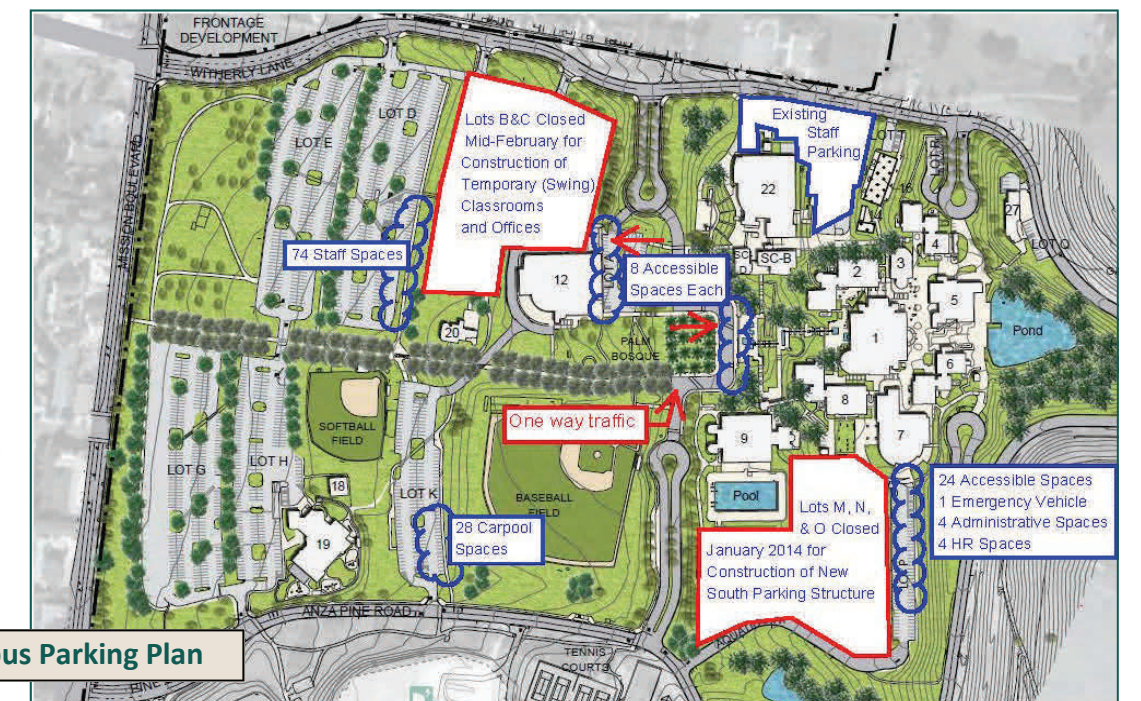 FRONTAGE
DEVELOPMENT
WITHERLY LANE
MISSION BOULEVARD
LOT E
LOT D
Lots B&C Closed
Mid-February for
Construction of
Temporary (Swing)
Classrooms
and Offices
Existing
Staff
Parking
22
16
LOT R
27
LOT Q
74 Staff Spaces
12
8 Accessible
Spaces Each
SC-B
4
3
2
5
20
PALM
BOSQUE
1
Pond
6
8
One way traffic
SOFTBALL
FIELD
9
7
LOT G
LOT H
18
LOT K
BASEBALL
FIELD
Pool
Lots M, N,
& O Closed
January 2014 for
Construction of New
South Parking Structure
LOT P
24 Accessible Spaces
1 Emergency Vehicle
4 Administrative Spaces
4 HR Spaces
28 Carpool
Spaces
19
ANZA PINE ROAD
TENNIS
COURTS
PINE
ous Parking Plan